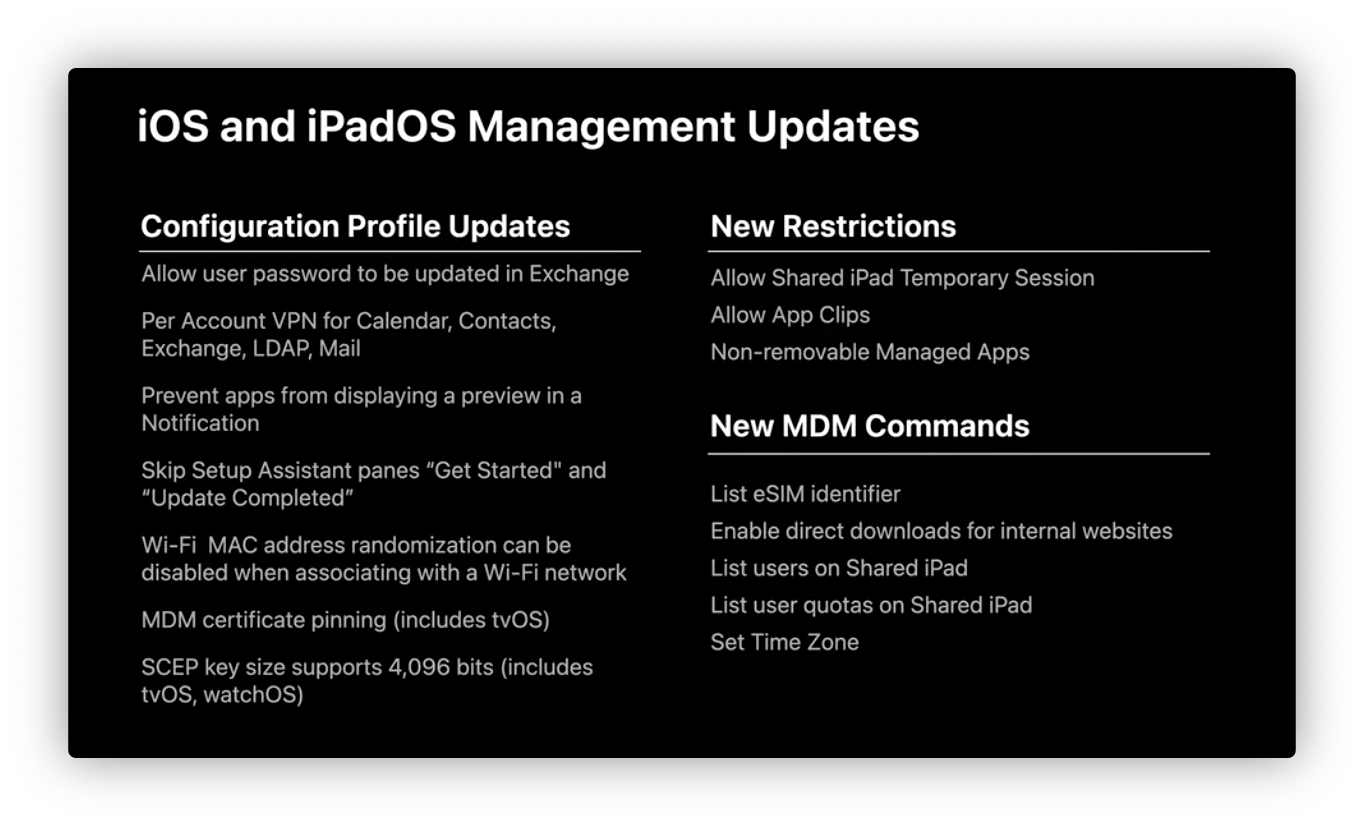 iOS and iPadOS Management Updates
Configuration Profile Updates
Allow user password to be updated in Exchange
Per Account VPN for Calendar, Contacts,
Exchange, LDAP, Mail
Prevent apps from displaying a preview in a
Notification
Skip Setup Assistant panes “Get Started" and
“Update Completed”
Wi-Fi  MAC address randomization can be
disabled when associating with a Wi-Fi network
MDM certificate pinning (includes tvOS)
SCEP key size supports 4,096 bits (includes
tvOS, watchOS)
New Restrictions
Allow Shared iPad Temporary Session
Allow App Clips
Non-removable Managed Apps
New MDM Commands
List eSIM identifier
Enable direct downloads for internal websites
List users on Shared iPad
List user quotas on Shared iPad
Set Time Zone